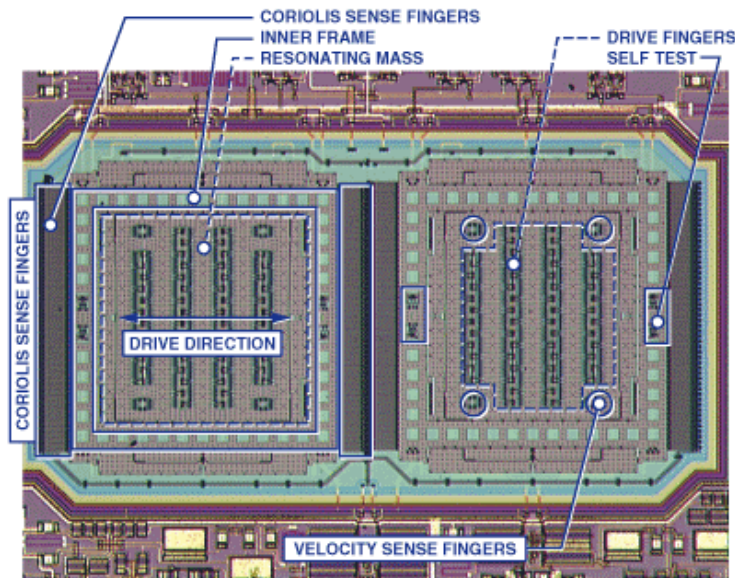 CORIOLIS SENSE FINGERS
INNER FRAME
RESONATING MASS
DRIVE FINGERS
SELF TEST
CORIOLIS SENSE FINGERS
DRIVE DIRECTION
VELOCITY SENSE FINGERS